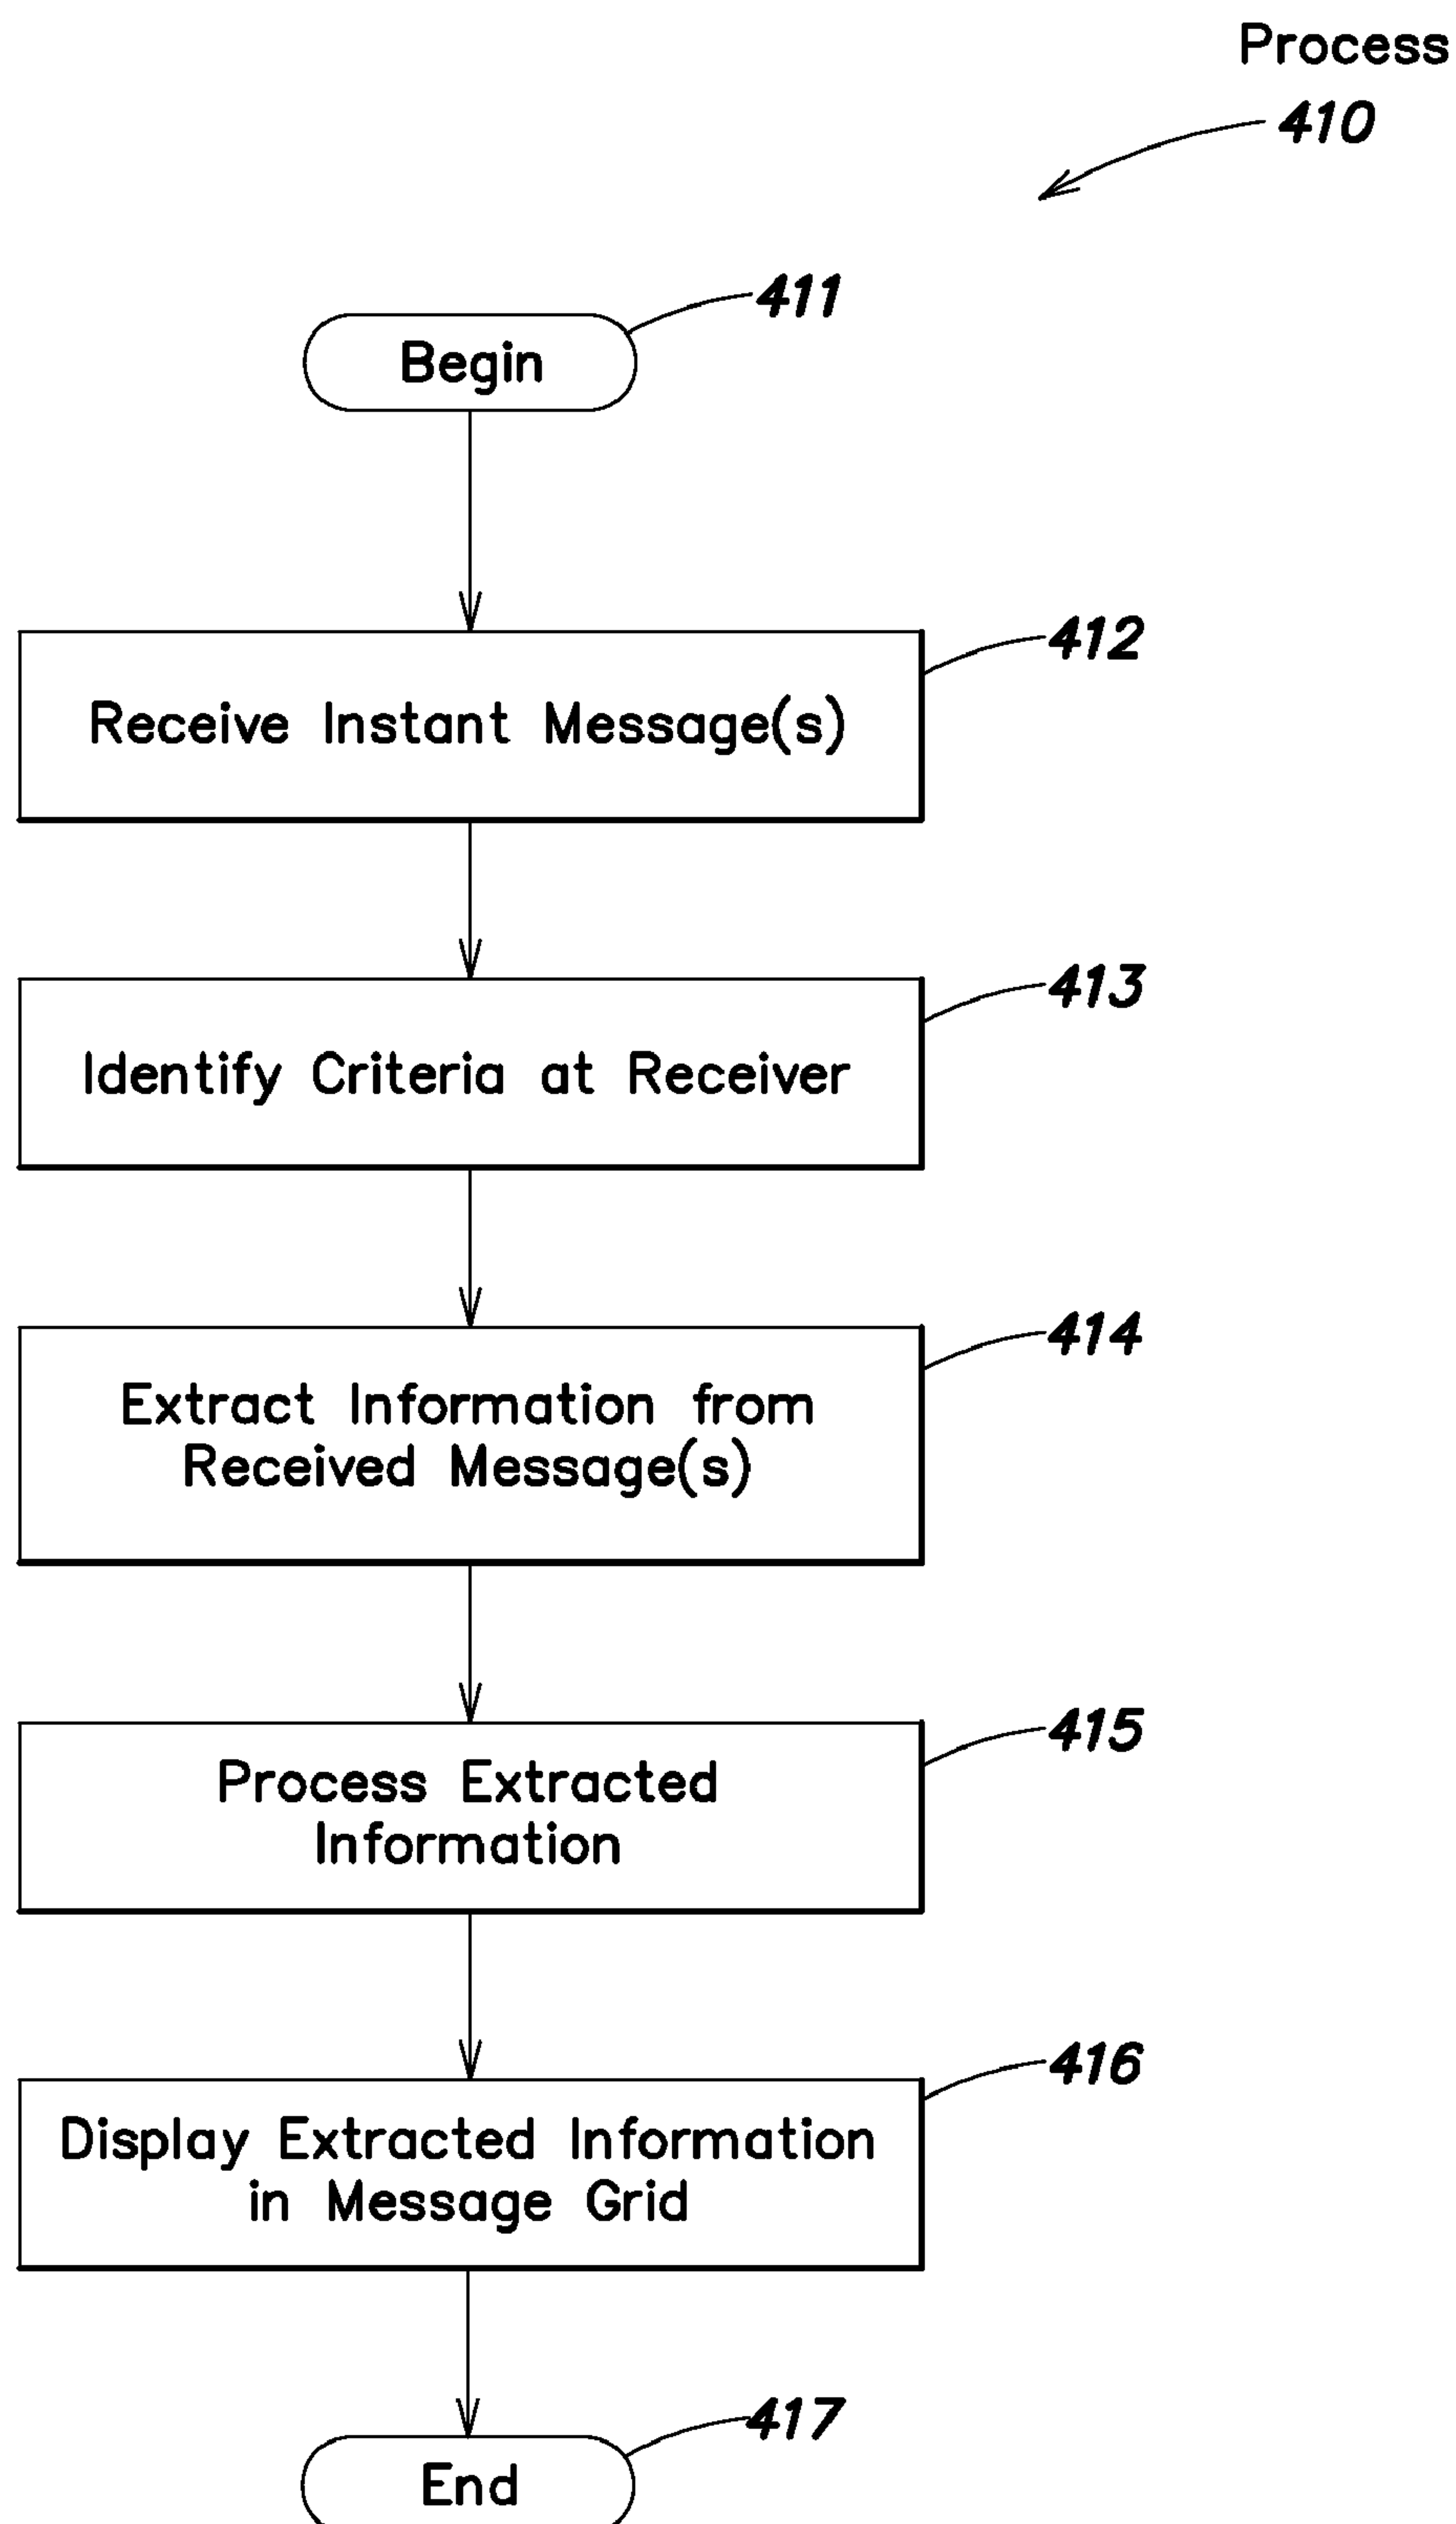 Process
410
411
Begin
412
Receive Instant Message(s)
413
Identify Criteria at Receiver
414
Extract Information from
Received Message(s)
415
Process Extracted
Information
416
Display Extracted Information
in Message Grid
417
End